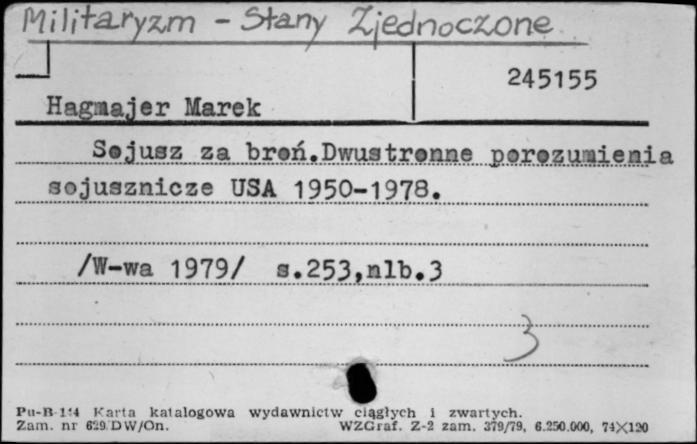 Militaryzm - Stany Zjednoczone
245155
Hagmajer Marek
Sojusz za broń.Dwustronne porozumienia
sojusznicze USA 1950-1978.
/W-wa 1979/ s.253,nlb.3
3
Pu-B-114 Karta katalogowa wydawnictw ciągłych i zwartych.
Zam. nr 629/DW/On. WZGraf. Z-2 zam. 379/79, 6.250.000, 74X120